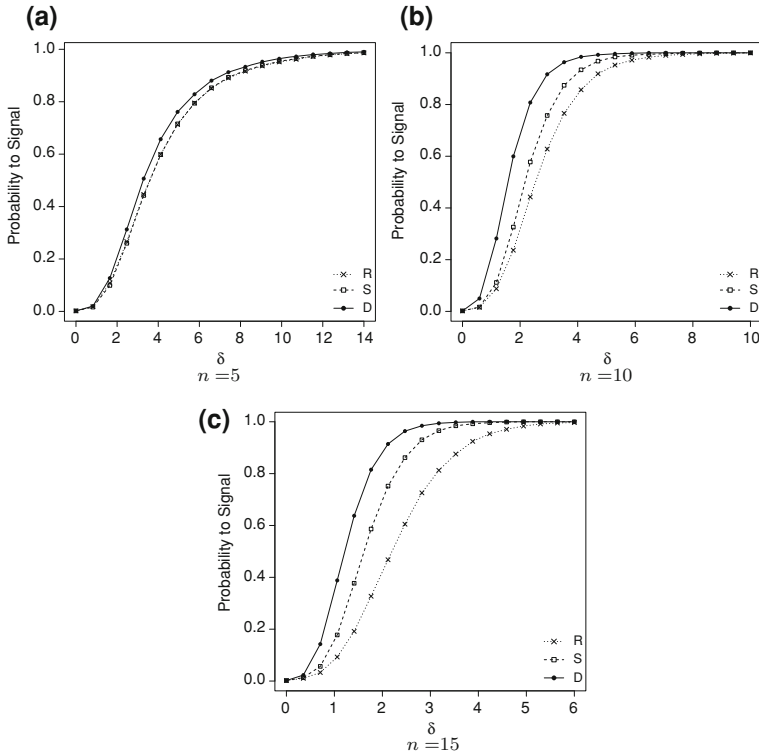 (a)
Probability to Signal
1.0
0.8
0.6
0.4
0.2
0.0
R
S
D
0 2 4 6 8 10 12 14
δ
n =5
(b)
Probability to Signal
1.0
0.8
0.6
0.4
0.2
0.0
R
S
D
0 2 4 6 8 10
δ
n =10
(c)
Probability to Signal
1.0
0.8
0.6
0.4
0.2
0.0
R
S
D
0 1 2 3 4 5 6
δ
n =15